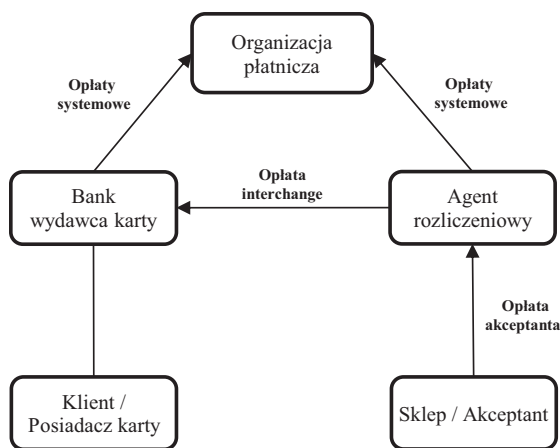 Organizacja
płatnicza
Opłaty
systemowe
Opłaty
systemowe
Bank
wydawca karty
Opłata
interchange
Agent
rozliczeniowy
Opłata
akceptanta
Klient /
Posiadacz karty
Sklep / Akceptant